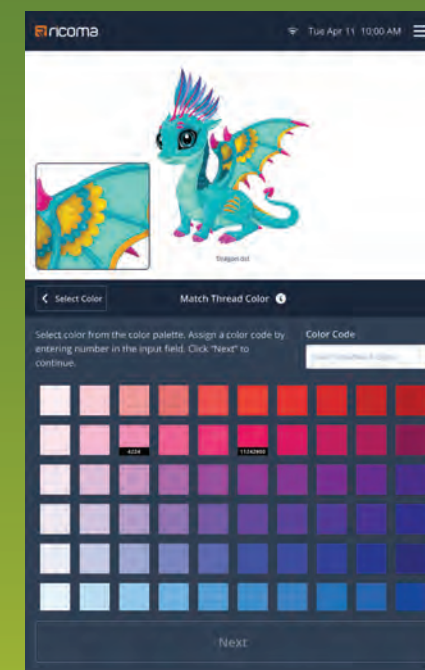 ricoma
Tue Apr 11 10:00 AM
Dragon.dst
Select Color
Match Thread Color
Select color from the color palette. Assign a color code by
entering number in the input field. Click "Next" to
continue.
Color Code
4224
Next